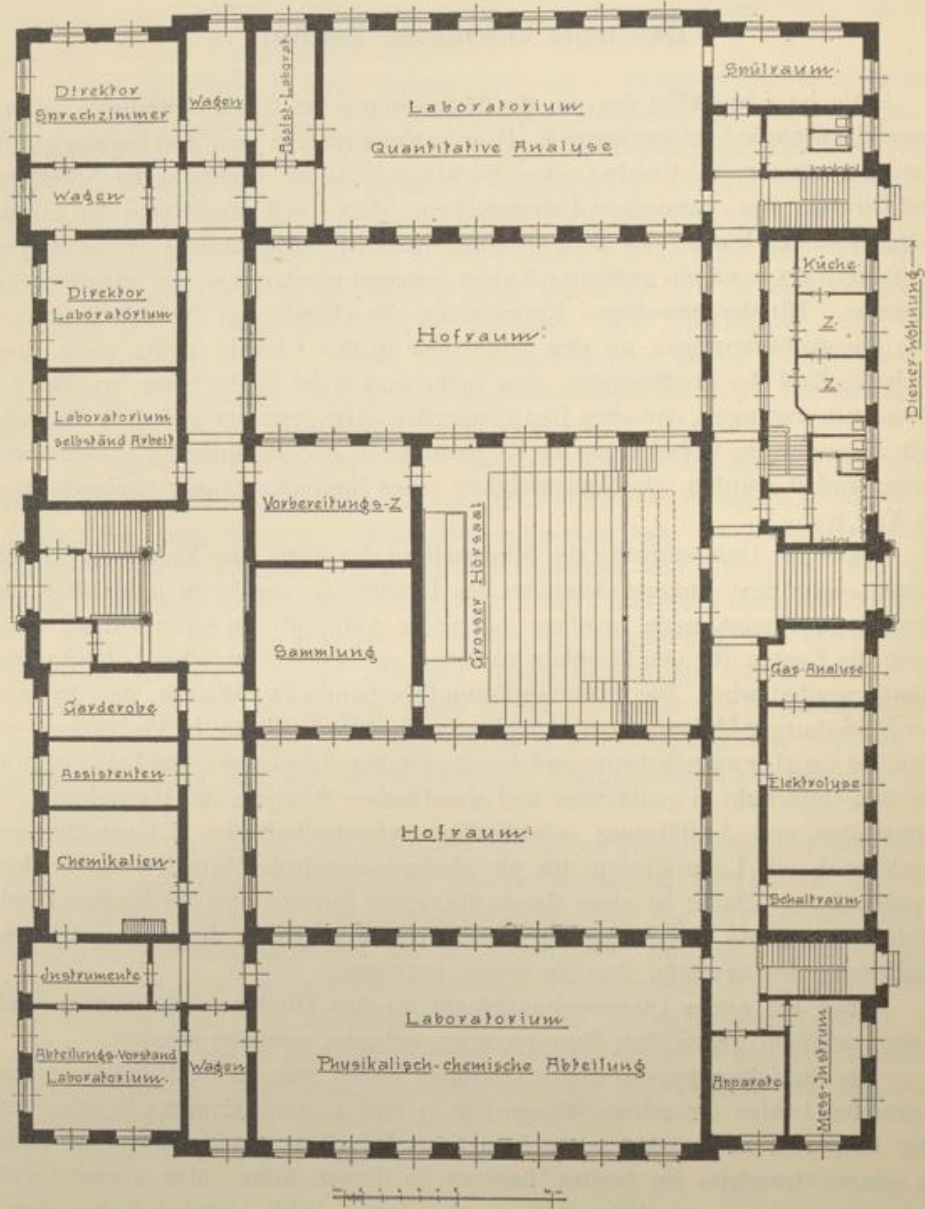 Direktor
Sprechzimmer
Wagen
Assist-Laborat
Laboratorium
Quantitative Analyse
Spülraum
Wagen
Direktor
Laboratorium
Hofraum
Küche
Z
Z
Diener-Wohnung
Laboratorium
selbständ Arbeit
Vorbereitungs-Z
Grosser Hörsaal
Sammlung
Garderobe
Gas-Analyse
Assistenten
Elektrolyse
Chemikalien
Hofraum
Schaltraum
Instrumente
Laboratorium
Physikalisch-chemische Abteilung
Abteilungs-Vorstand
Laboratorium
Wagen
Apparate
Mess-Instrum